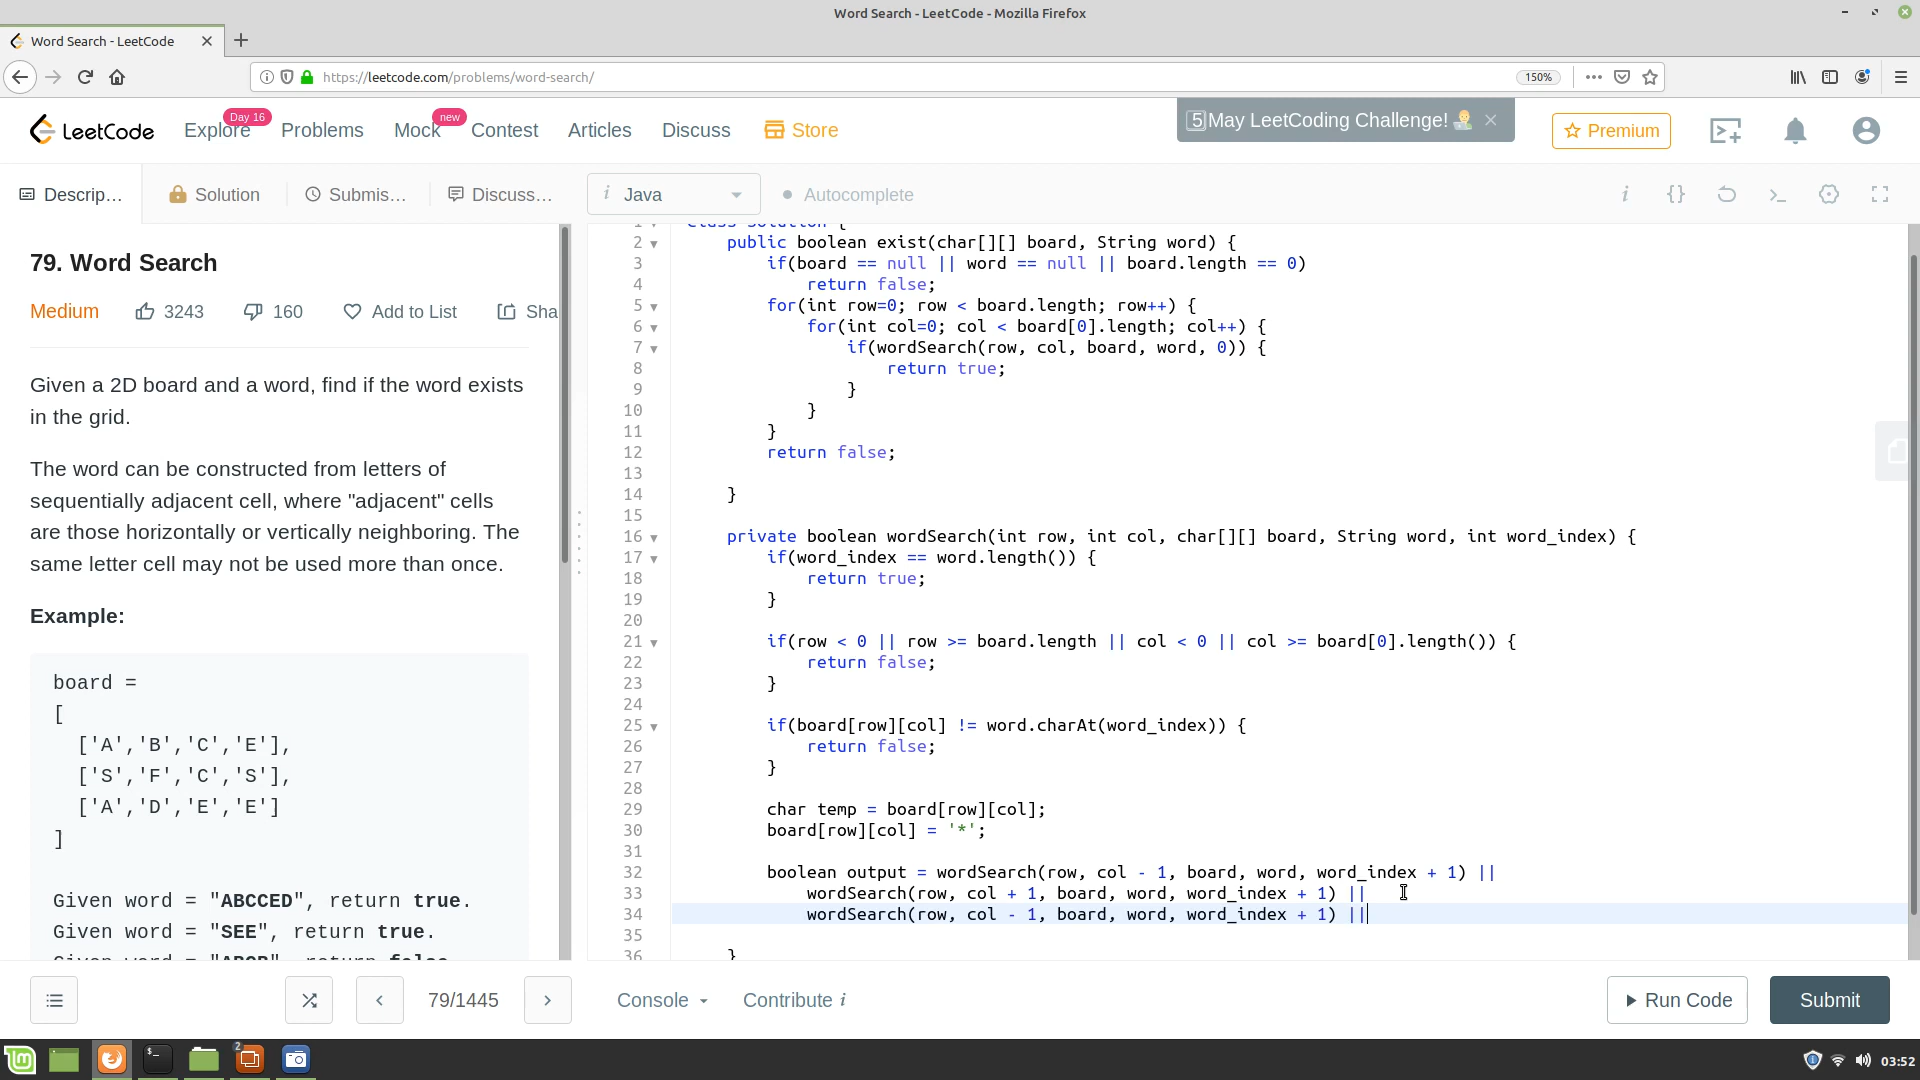 Word Search - LeetCode - Mozilla Firefox
Word Search - LeetCode
https://leetcode.com/problems/word-search/
150%
LeetCode
Explore
Day 16
Problems
Mock
new
Contest
Articles
Discuss
Store
5 May LeetCoding Challenge!
Premium
Descrip...
Solution
Submis...
Discuss...
i Java
Autocomplete
79. Word Search
Medium
3243
160
Add to List
Sha
Given a 2D board and a word, find if the word exists
in the grid.
The word can be constructed from letters of
sequentially adjacent cell, where "adjacent" cells
are those horizontally or vertically neighboring. The
same letter cell may not be used more than once.
Example:
board =
[
['A','B','C','E'],
['S','F','C','S'],
['A','D','E','E']
]
Given word = "ABCCED", return true.
Given word = "SEE", return true.
Given word = "ABCB", return false.
1 class Solution {
2 public boolean exist(char[][] board, String word) {
3 if(board == null || word == null || board.length == 0)
4 return false;
5 for(int row=0; row < board.length; row++) {
6 for(int col=0; col < board[0].length; col++) {
7 if(wordSearch(row, col, board, word, 0)) {
8 return true;
9 }
10 }
11 }
12 return false;
13
14 }
15
16 private boolean wordSearch(int row, int col, char[][] board, String word, int word_index) {
17 if(word_index == word.length()) {
18 return true;
19 }
20
21 if(row < 0 || row >= board.length || col < 0 || col >= board[0].length()) {
22 return false;
23 }
24
25 if(board[row][col] != word.charAt(word_index)) {
26 return false;
27 }
28
29 char temp = board[row][col];
30 board[row][col] = '*';
31
32 boolean output = wordSearch(row, col - 1, board, word, word_index + 1) ||
33 wordSearch(row, col + 1, board, word, word_index + 1) ||
34 wordSearch(row, col - 1, board, word, word_index + 1) ||
35
36 }
79/1445
Console
Contribute i
Run Code
Submit
2
03:52